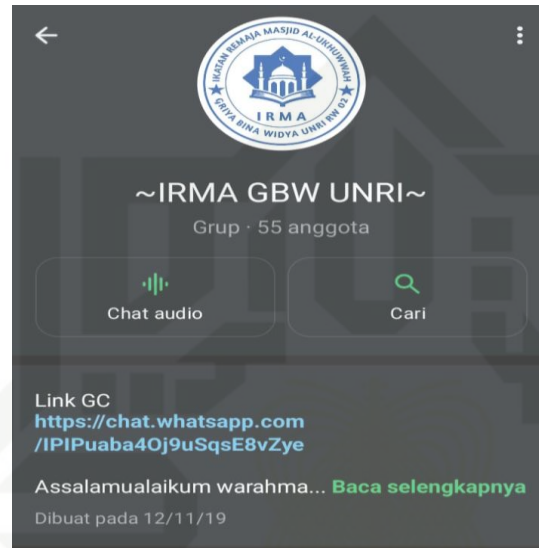 IKATAN REMAJA MASJID AL-UKHUWWAH
IRMA
GRIYA BINA WIDYA UNRI RW 02
~IRMA GBW UNRI~
Grup · 55 anggota
Chat audio
Cari
Link GC
https://chat.whatsapp.com
/IPIPuaba4Oj9uSqsE8vZye
Assalamualaikum warahma... Baca selengkapnya
Dibuat pada 12/11/19